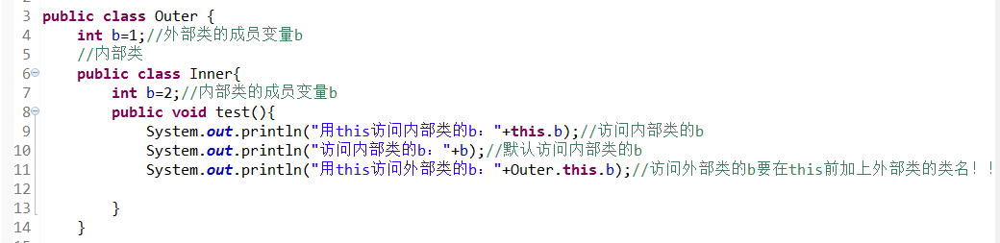 3 public class Outer {
4     int b=1;//外部类的成员变量b
5     //内部类
6     public class Inner{
7         int b=2;//内部类的成员变量b
8         public void test(){
9             System.out.println("用this访问内部类的b："+this.b);//访问内部类的b
10             System.out.println("访问内部类的b："+b);//默认访问内部类的b
11             System.out.println("用this访问外部类的b："+Outer.this.b);//访问外部类的b要在this前加上外部类的类名！！
12
13         }
14     }